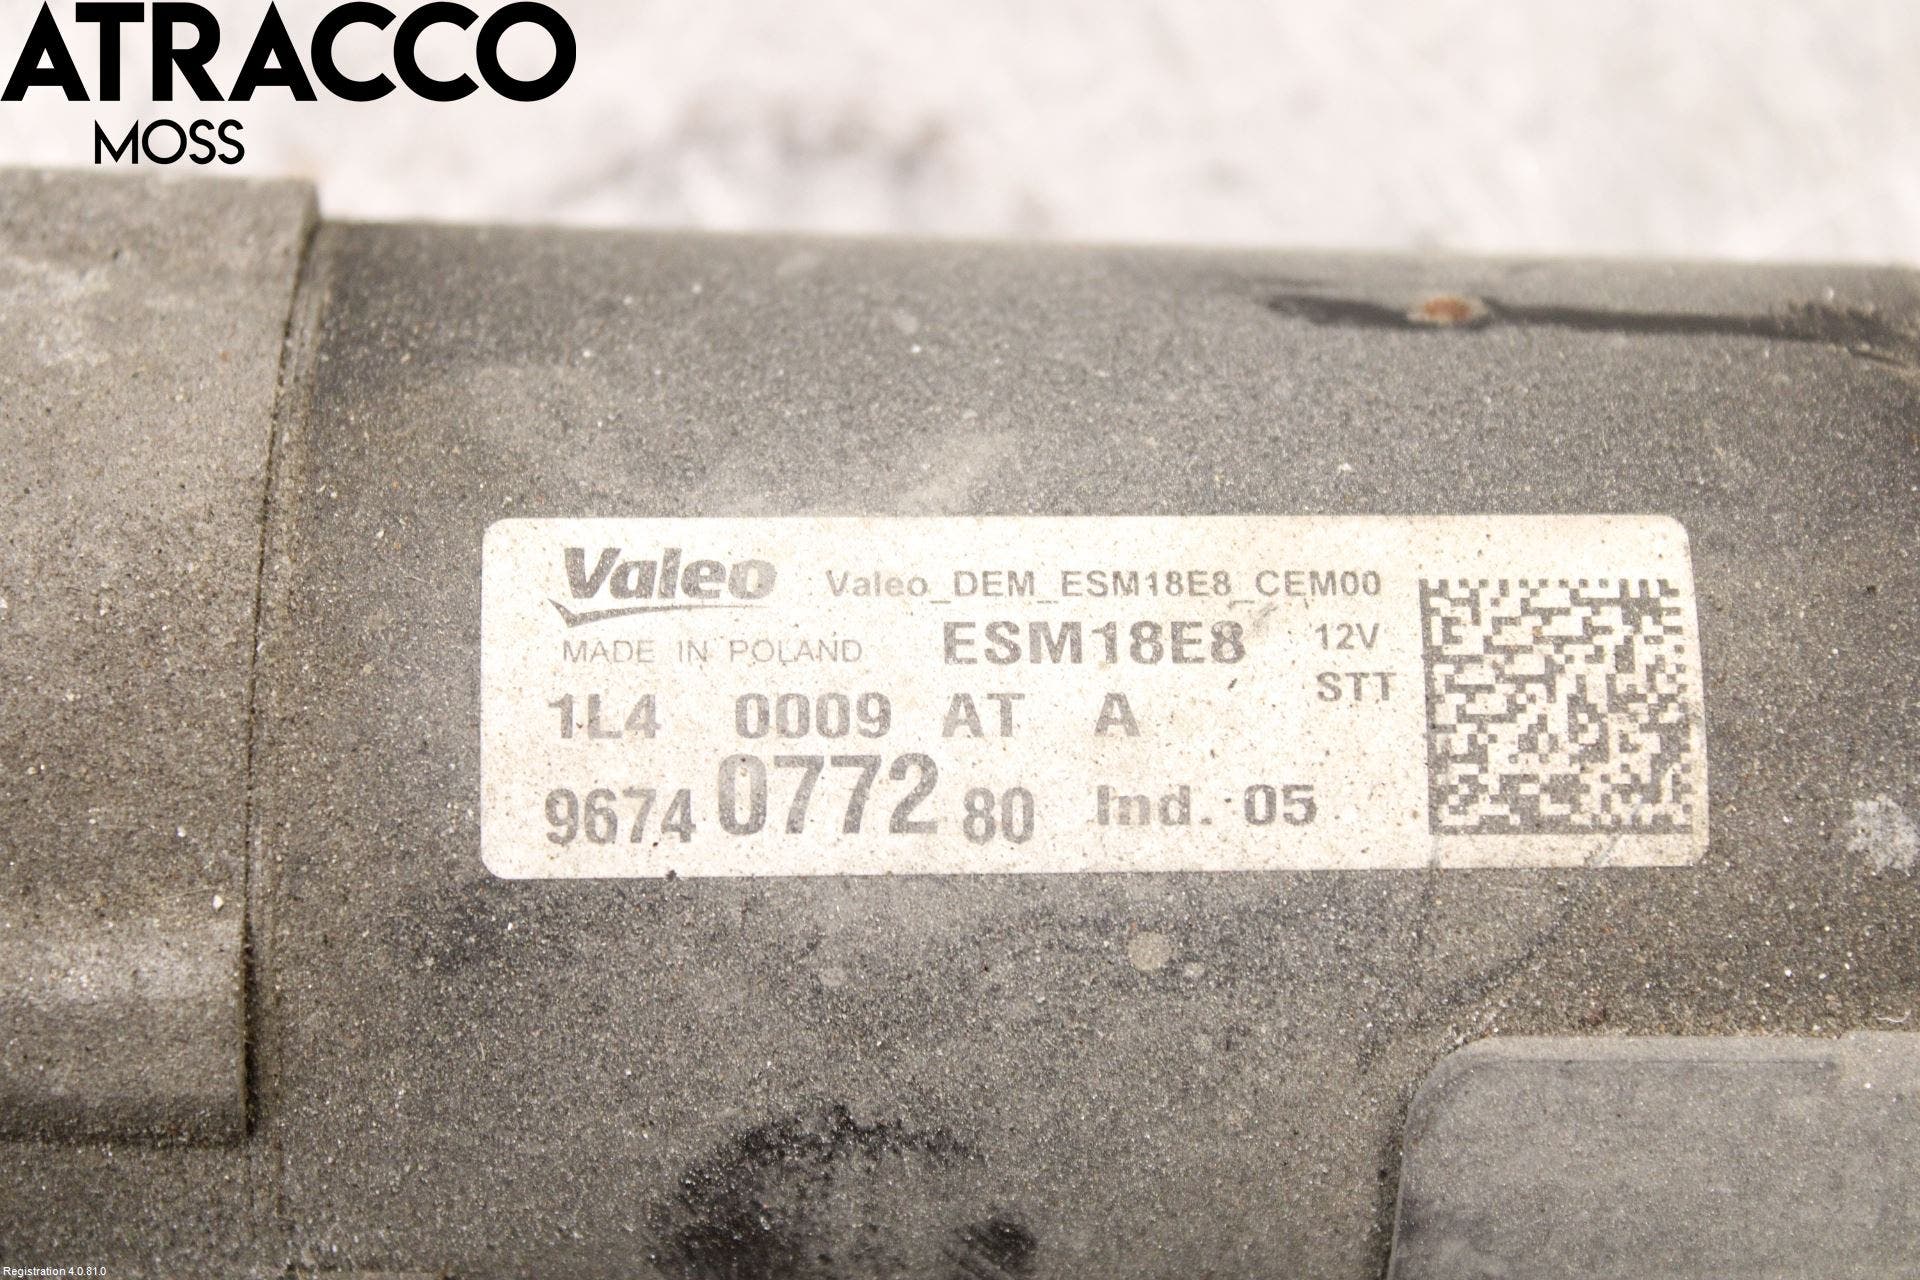 ATRACCO
MOSS
Valeo Valeo_DEM_ESM18E8_CEM00
MADE IN POLAND ESM18E8 12V
STT
1L4 0009 AT A
9674 0772 80 Ind. 05
Registration 4.0.81.0